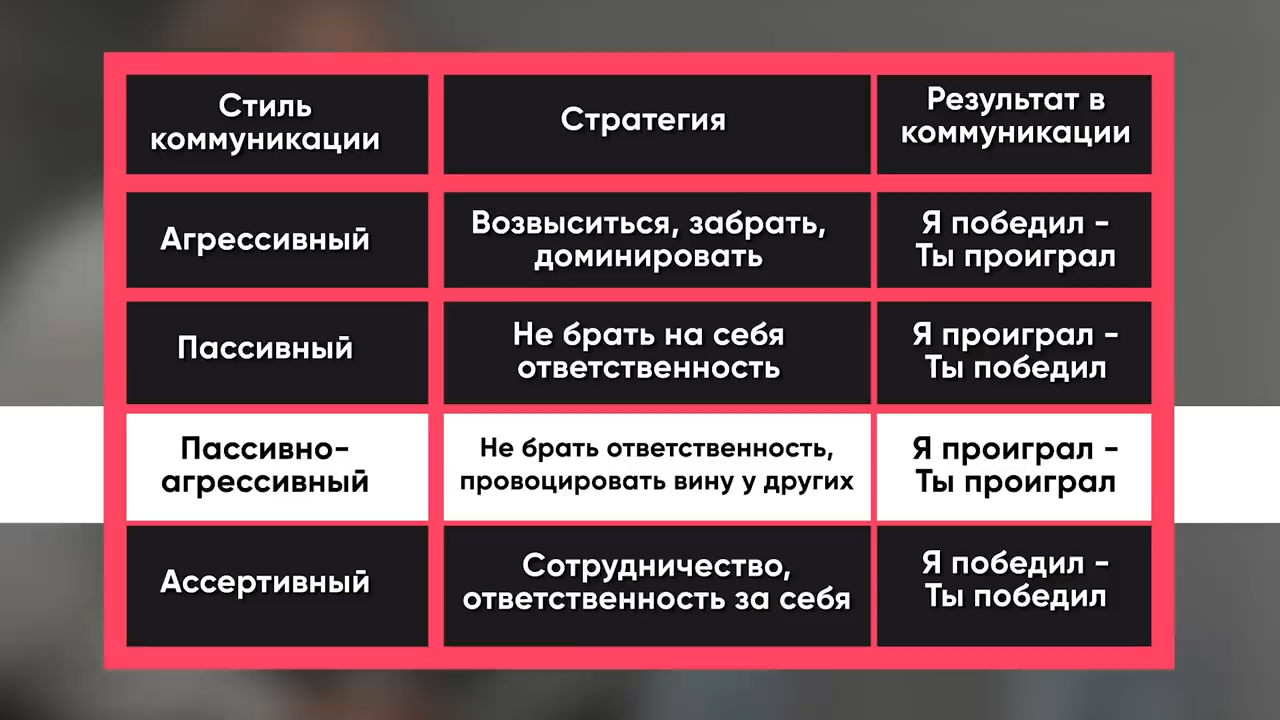 Стиль
коммуникации
Стратегия
Результат в
коммуникации
Агрессивный
Возвыситься, забрать,
доминировать
Я победил -
Ты проиграл
Пассивный
Не брать на себя
ответственность
Я проиграл -
Ты победил
Пассивно-
агрессивный
Не брать ответственность,
провоцировать вину у других
Я проиграл -
Ты проиграл
Ассертивный
Сотрудничество,
ответственность за себя
Я победил -
Ты победил